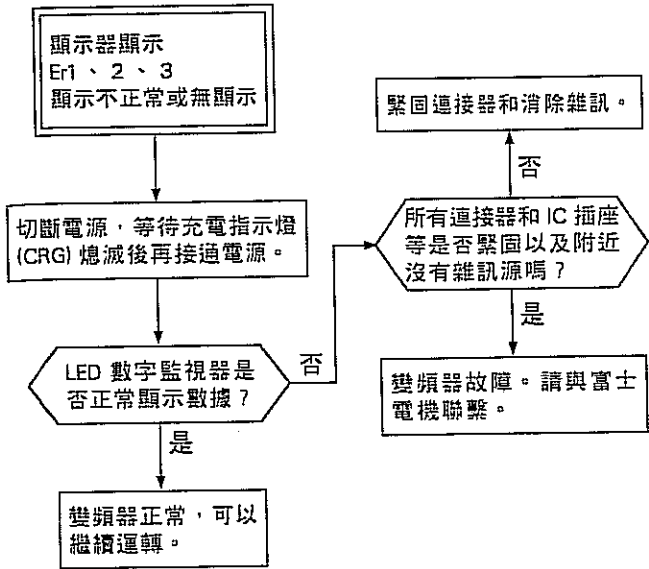 顯示器顯示
Er1、2、3
顯示不正常或無顯示
切斷電源，等待充電指示燈
(CRG) 熄滅後再接通電源。
LED 數字監視器是
否正常顯示數據？
是
變頻器正常，可以
繼續運轉。
否
所有連接器和 IC 插座
等是否緊固以及附近
沒有雜訊源嗎？
否
緊固連接器和消除雜訊。
是
變頻器故障。請與富士
電機聯繫。